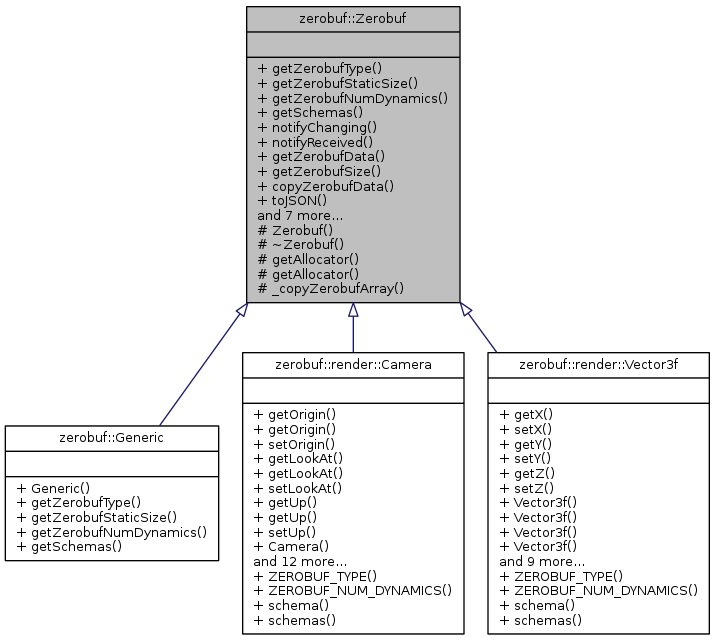 zerobuf::Zerobuf
+ getZerobufType()
+ getZerobufStaticSize()
+ getZerobufNumDynamics()
+ getSchemas()
+ notifyChanging()
+ notifyReceived()
+ getZerobufData()
+ getZerobufSize()
+ copyZerobufData()
+ toJSON()
and 7 more...
# Zerobuf()
# ~Zerobuf()
# getAllocator()
# getAllocator()
# _copyZerobufArray()
zerobuf::Generic
+ Generic()
+ getZerobufType()
+ getZerobufStaticSize()
+ getZerobufNumDynamics()
+ getSchemas()
zerobuf::render::Camera
+ getOrigin()
+ getOrigin()
+ setOrigin()
+ getLookAt()
+ getLookAt()
+ setLookAt()
+ getUp()
+ getUp()
+ setUp()
+ Camera()
and 12 more...
+ ZEROBUF_TYPE()
+ ZEROBUF_NUM_DYNAMICS()
+ schema()
+ schemas()
zerobuf::render::Vector3f
+ getX()
+ setX()
+ getY()
+ setY()
+ getZ()
+ setZ()
+ Vector3f()
+ Vector3f()
+ Vector3f()
+ Vector3f()
and 9 more...
+ ZEROBUF_TYPE()
+ ZEROBUF_NUM_DYNAMICS()
+ schema()
+ schemas()